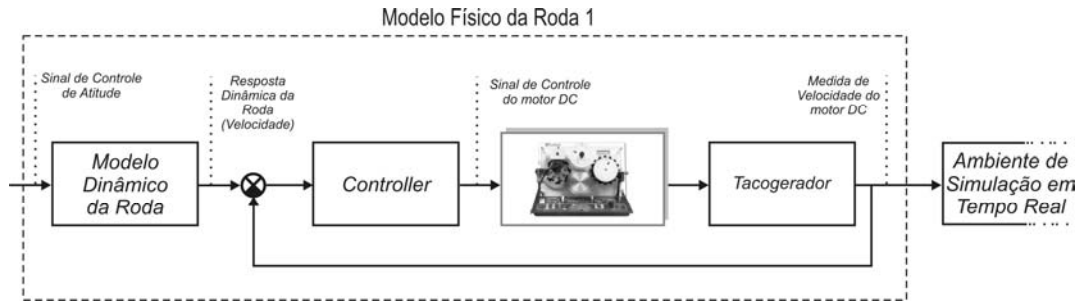 Modelo Físico da Roda 1
Sinal de Controle
de Atitude
Resposta
Dinâmica da
Roda
(Velocidade)
Sinal de Controle
do motor DC
Medida de
Velocidade do
motor DC
Modelo
Dinâmico
da Roda
Controller
Tacogerador
Ambiente de
Simulação em
Tempo Real